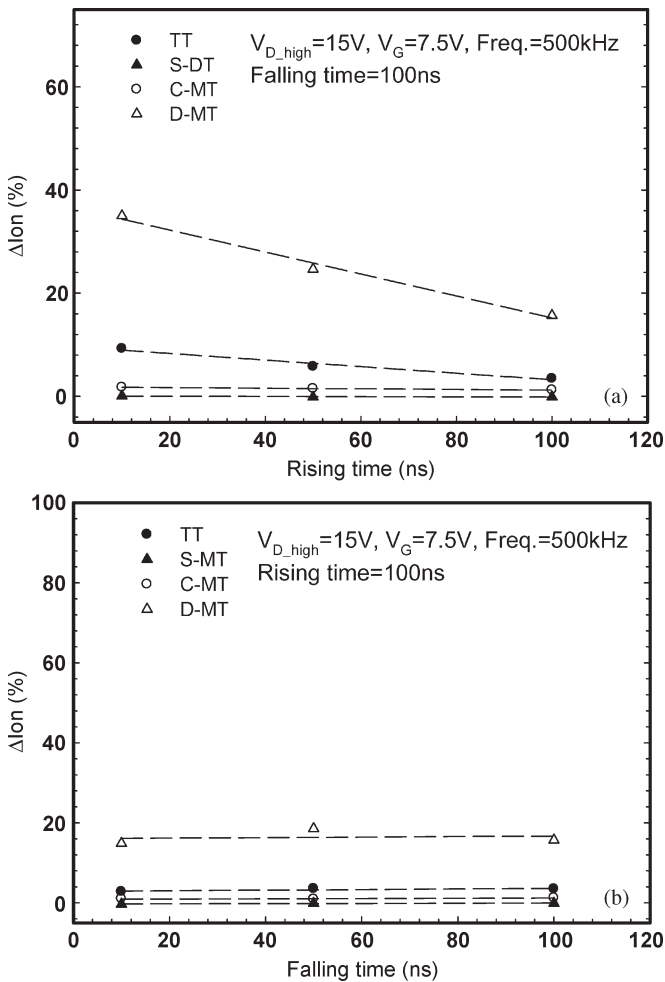 TT
S-DT
C-MT
D-MT
V_D_high=15V, V_G=7.5V, Freq.=500kHz
Falling time=100ns
60
40
20
0
ΔIon (%)
(a)
0 20 40 60 80 100 120
Rising time (ns)
100
80
60
40
20
0
TT
S-MT
C-MT
D-MT
V_D_high=15V, V_G=7.5V, Freq.=500kHz
Rising time=100ns
ΔIon (%)
(b)
0 20 40 60 80 100 120
Falling time (ns)